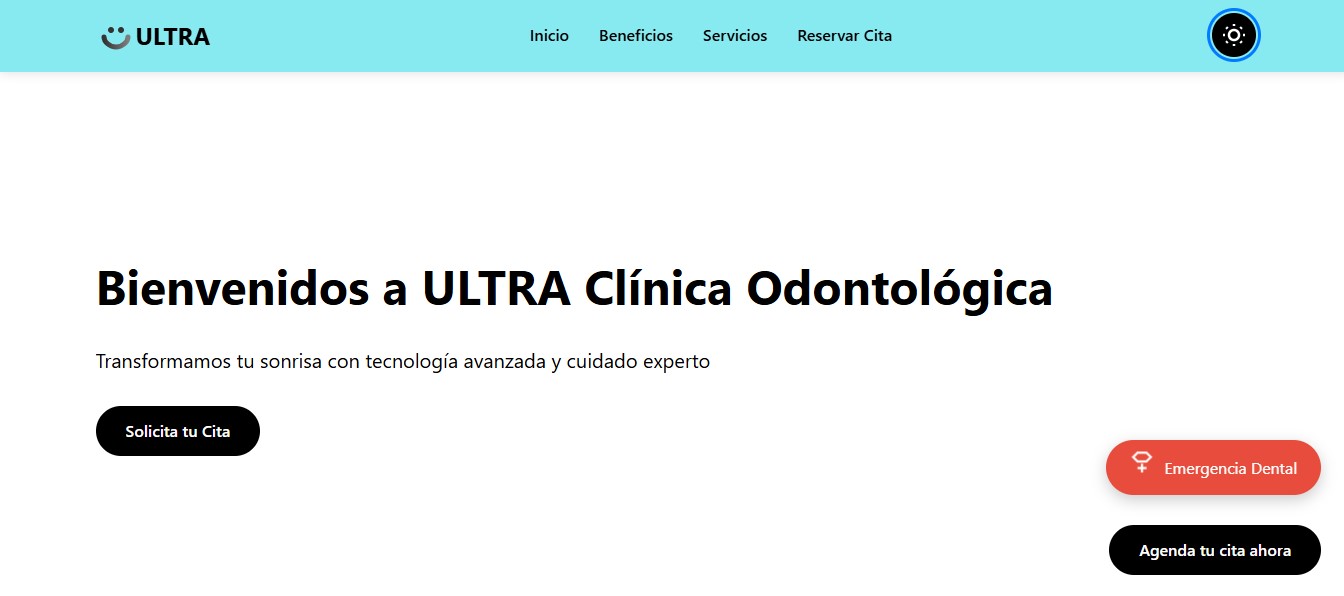 ULTRA
Inicio
Beneficios
Servicios
Reservar Cita
Bienvenidos a ULTRA Clínica Odontológica
Transformamos tu sonrisa con tecnología avanzada y cuidado experto
Solicita tu Cita
Emergencia Dental
Agenda tu cita ahora